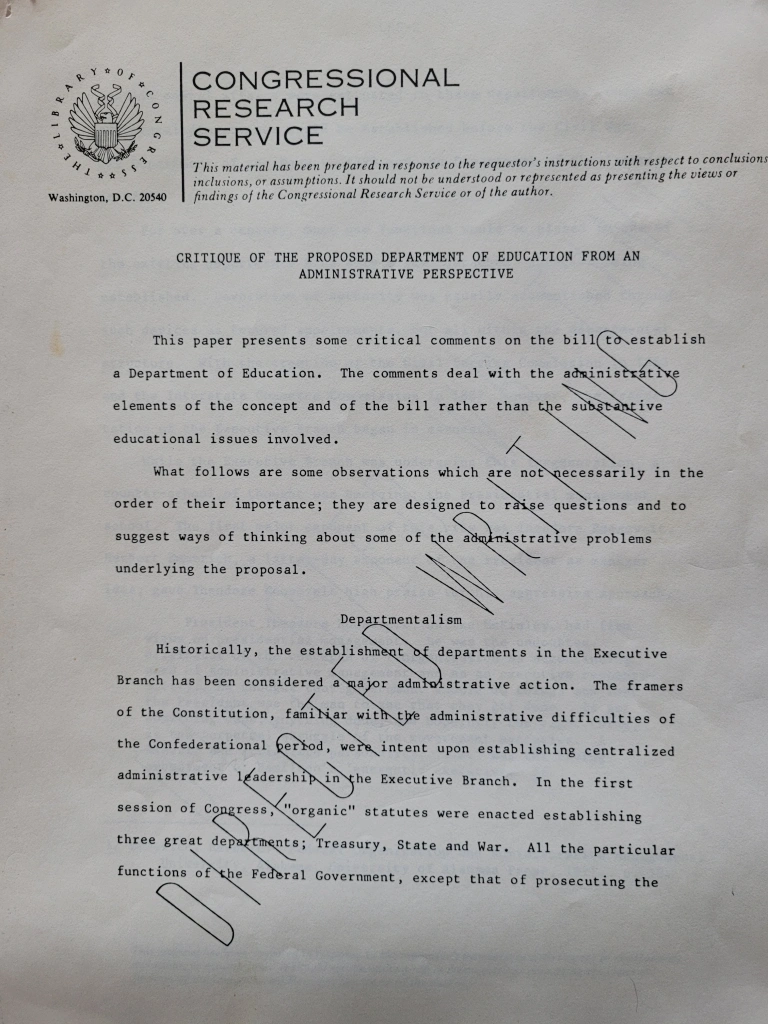 THE LIBRARY OF CONGRESS
Washington, D.C. 20540
CONGRESSIONAL
RESEARCH
SERVICE
This material has been prepared in response to the requestor's instructions with respect to conclusions
inclusions, or assumptions. It should not be understood or represented as presenting the views or
findings of the Congressional Research Service or of the author.
CRITIQUE OF THE PROPOSED DEPARTMENT OF EDUCATION FROM AN
ADMINISTRATIVE PERSPECTIVE
This paper presents some critical comments on the bill to establish
a Department of Education. The comments deal with the administrative
elements of the concept and of the bill rather than the substantive
educational issues involved.
What follows are some observations which are not necessarily in the
order of their importance; they are designed to raise questions and to
suggest ways of thinking about some of the administrative problems
underlying the proposal.
Departmentalism
Historically, the establishment of departments in the Executive
Branch has been considered a major administrative action. The framers
of the Constitution, familiar with the administrative difficulties of
the Confederational period, were intent upon establishing centralized
administrative leadership in the Executive Branch. In the first
session of Congress, "organic" statutes were enacted establishing
three great departments; Treasury, State and War. All the particular
functions of the Federal Government, except that of prosecuting the
DIRECTED WRITING